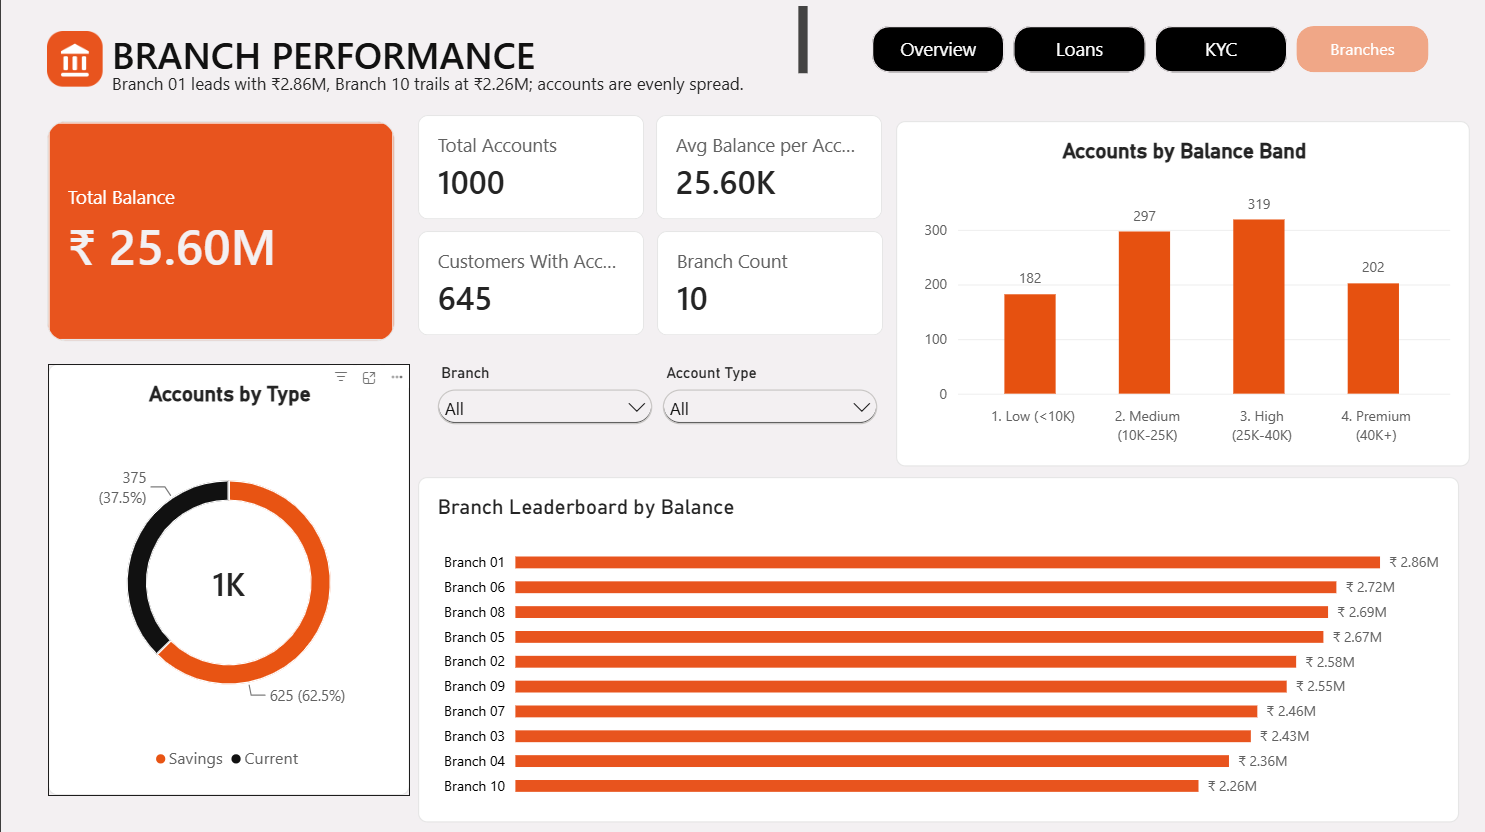 BRANCH PERFORMANCE
Branch 01 leads with ₹2.86M, Branch 10 trails at ₹2.26M; accounts are evenly spread.
Overview
Loans
KYC
Branches
Total Balance
₹ 25.60M
Total Accounts
1000
Avg Balance per Acc...
25.60K
Customers With Acc...
645
Branch Count
10
Branch
All
Account Type
All
Accounts by Balance Band
300
200
100
0
182
297
319
202
1. Low (<10K)
2. Medium
(10K-25K)
3. High
(25K-40K)
4. Premium
(40K+)
Accounts by Type
375
(37.5%)
1K
625 (62.5%)
Savings
Current
Branch Leaderboard by Balance
Branch 01 ₹ 2.86M
Branch 06 ₹ 2.72M
Branch 08 ₹ 2.69M
Branch 05 ₹ 2.67M
Branch 02 ₹ 2.58M
Branch 09 ₹ 2.55M
Branch 07 ₹ 2.46M
Branch 03 ₹ 2.43M
Branch 04 ₹ 2.36M
Branch 10 ₹ 2.26M